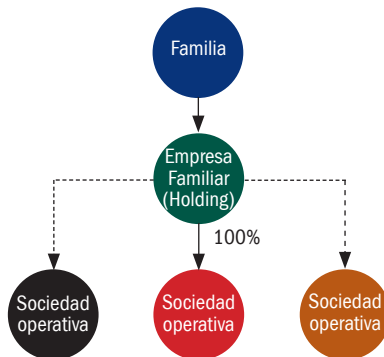 Familia
Empresa
Familiar
(Holding)
100%
Sociedad
operativa
Sociedad
operativa
Sociedad
operativa